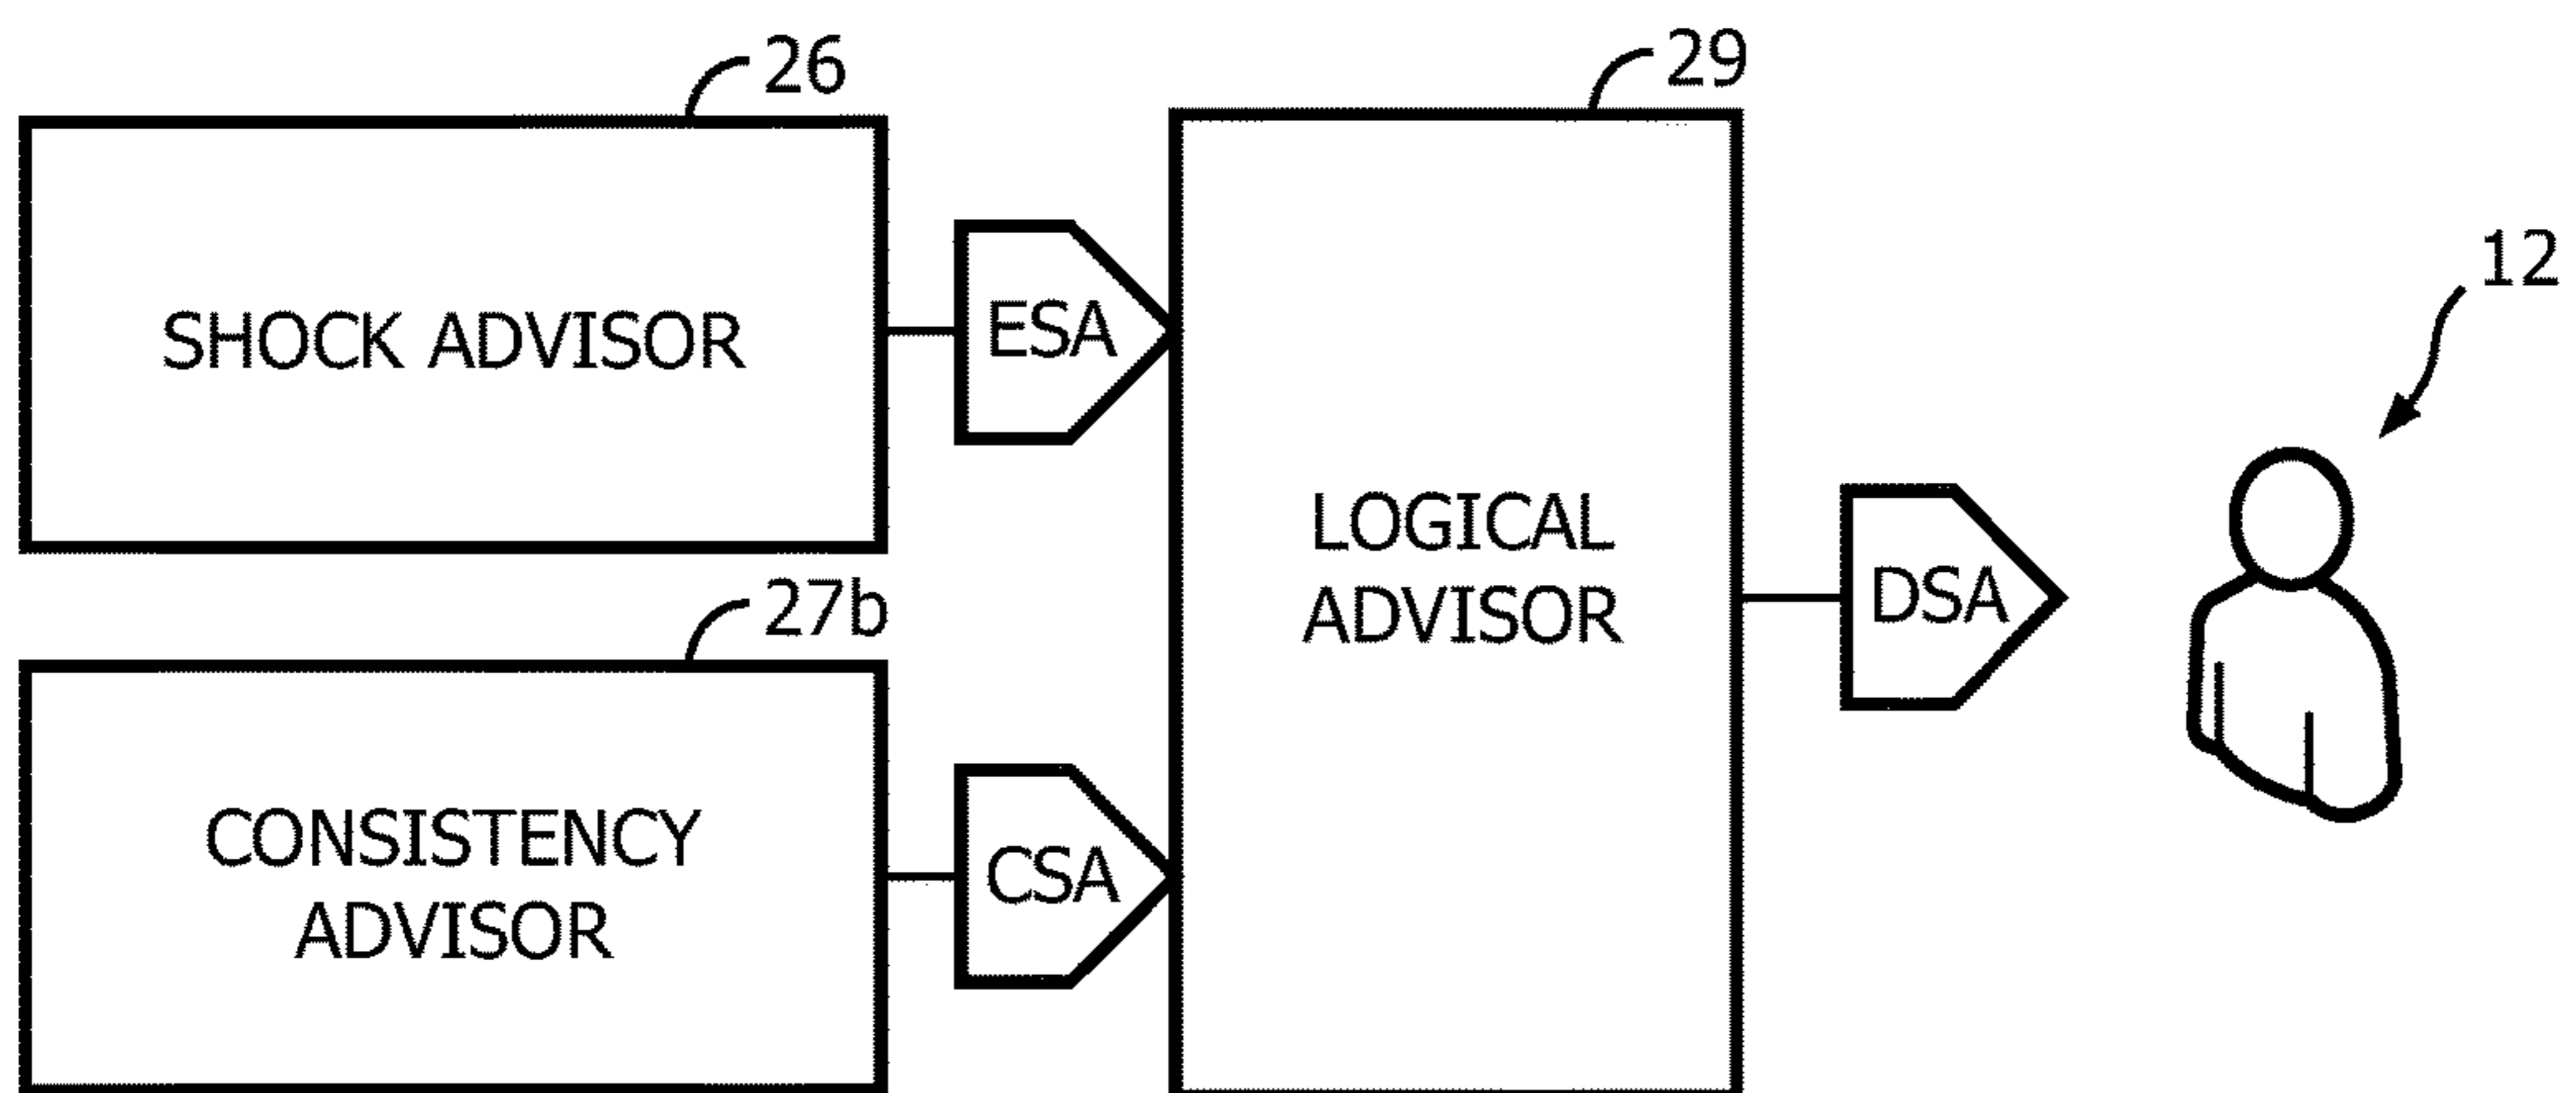 26
29
12
SHOCK ADVISOR
ESA
LOGICAL
ADVISOR
DSA
27b
CONSISTENCY
ADVISOR
CSA